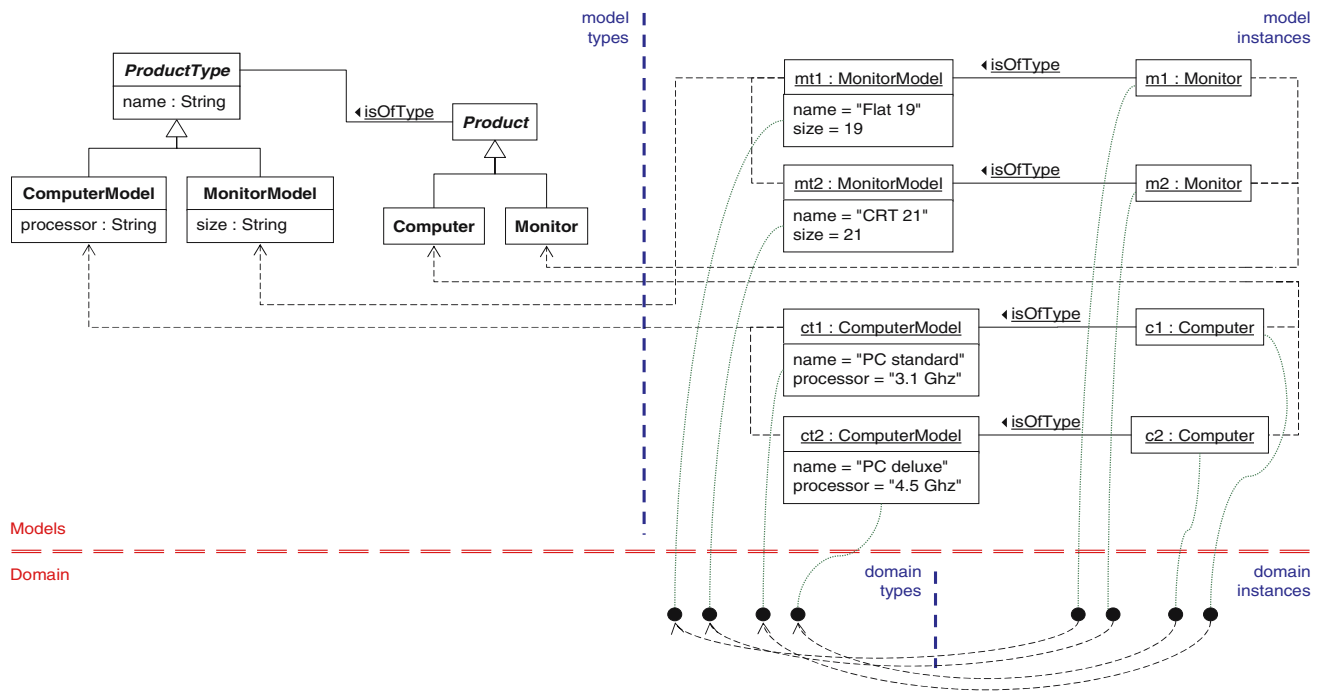 model
types
model
instances
ProductType
name : String
◄ isOfType
Product
ComputerModel
processor : String
MonitorModel
size : String
Computer
Monitor
mt1 : MonitorModel
name = "Flat 19"
size = 19
◄ isOfType
m1 : Monitor
mt2 : MonitorModel
name = "CRT 21"
size = 21
◄ isOfType
m2 : Monitor
ct1 : ComputerModel
name = "PC standard"
processor = "3.1 Ghz"
◄ isOfType
c1 : Computer
ct2 : ComputerModel
name = "PC deluxe"
processor = "4.5 Ghz"
◄ isOfType
c2 : Computer
Models
Domain
domain
types
domain
instances